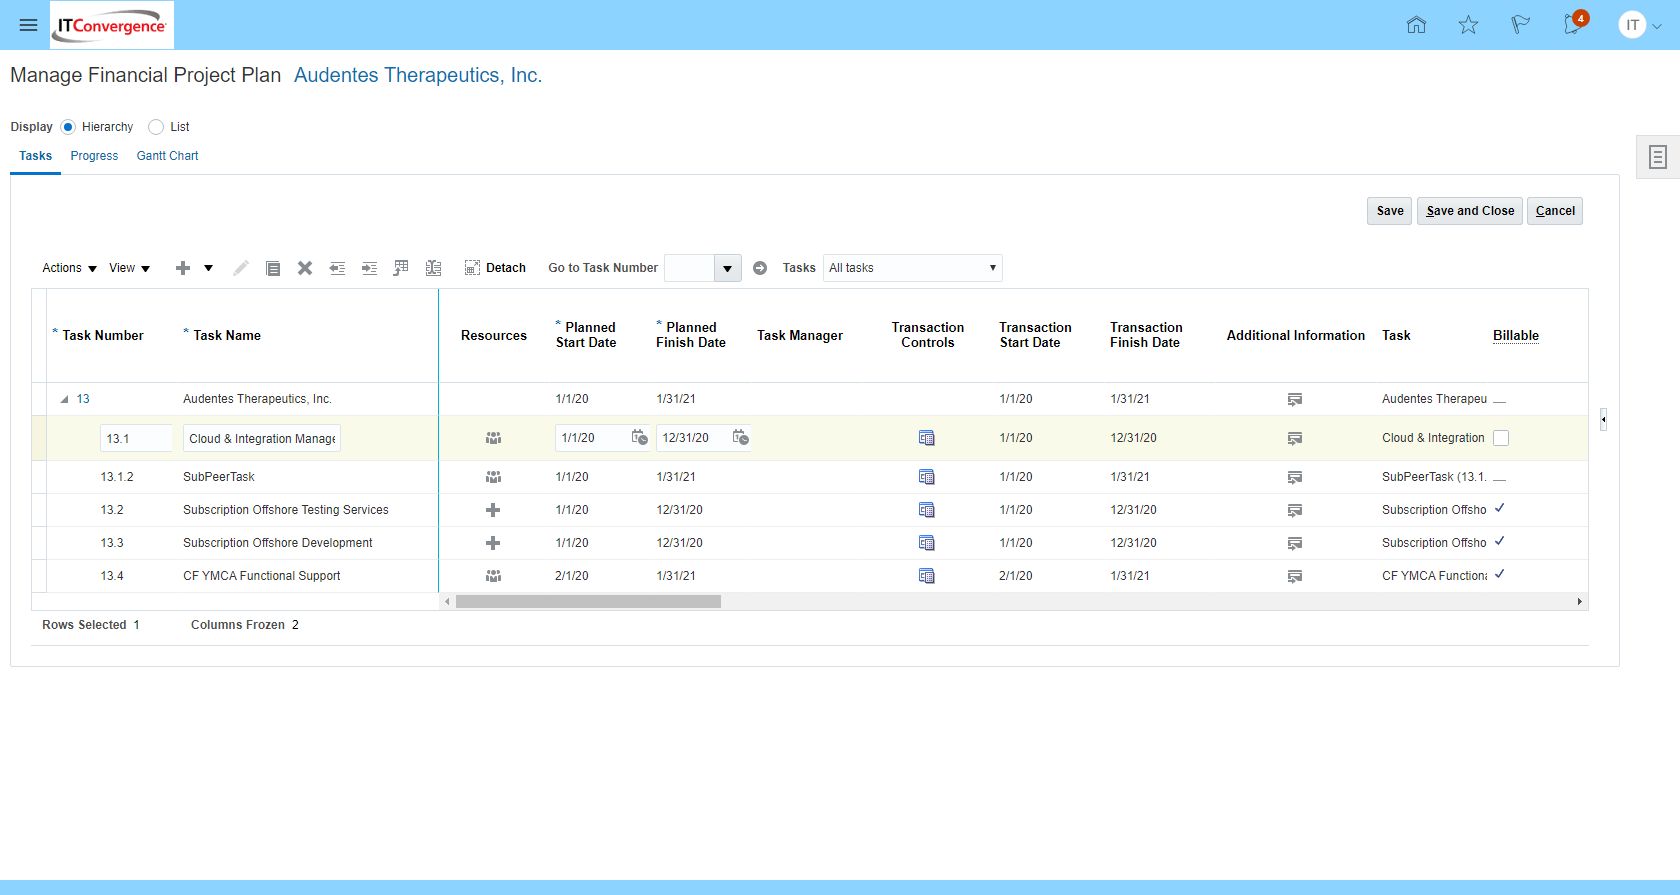 ITConvergence
4
IT
Manage Financial Project Plan Audentes Therapeutics, Inc.
Display Hierarchy List
Tasks Progress Gantt Chart
Save Save and Close Cancel
Actions View Detach Go to Task Number Tasks All tasks
* Task Number * Task Name Resources * Planned Start Date * Planned Finish Date Task Manager Transaction Controls Transaction Start Date Transaction Finish Date Additional Information Task Billable
13 Audentes Therapeutics, Inc. 1/1/20 1/31/21 1/1/20 1/31/21 Audentes Therapeu
13.1 Cloud & Integration Manage 1/1/20 12/31/20 1/1/20 12/31/20 Cloud & Integration
13.1.2 SubPeerTask 1/1/20 1/31/21 1/1/20 1/31/21 SubPeerTask (13.1.
13.2 Subscription Offshore Testing Services 1/1/20 12/31/20 1/1/20 12/31/20 Subscription Offsho
13.3 Subscription Offshore Development 1/1/20 12/31/20 1/1/20 12/31/20 Subscription Offsho
13.4 CF YMCA Functional Support 2/1/20 1/31/21 2/1/20 1/31/21 CF YMCA Functiona
Rows Selected 1 Columns Frozen 2